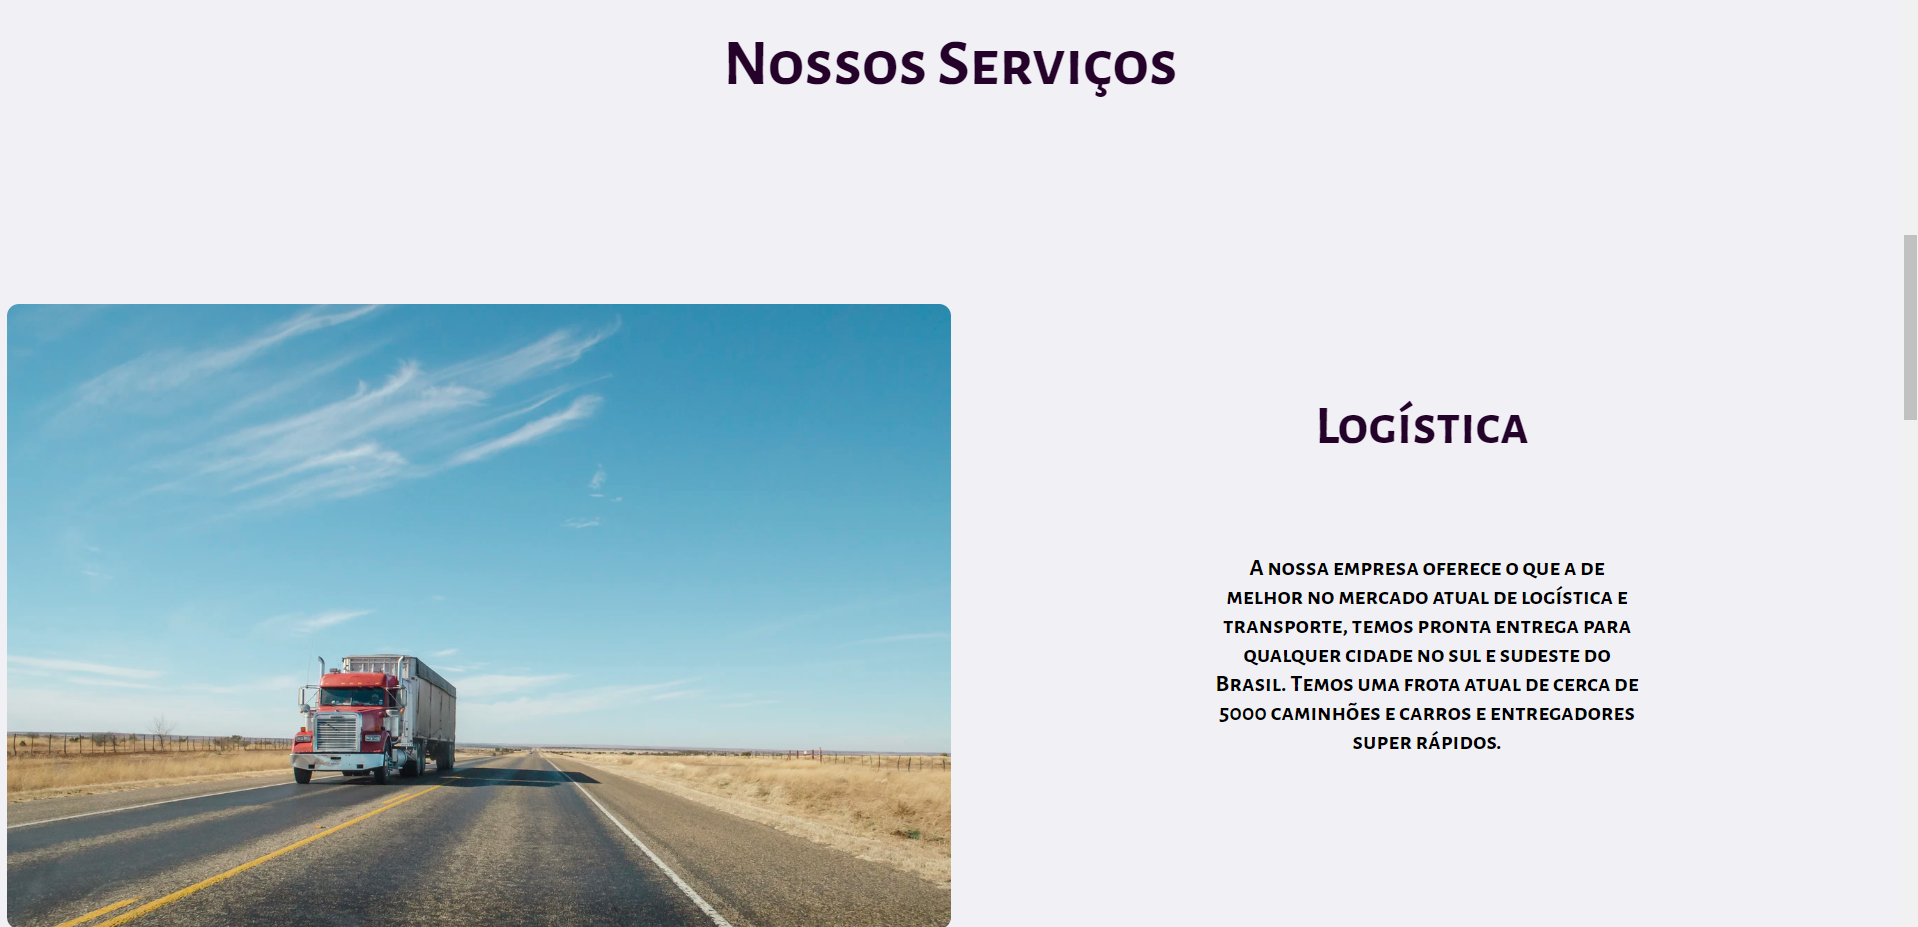 Nossos Serviços
Logística
A nossa empresa oferece o que a de
melhor no mercado atual de logística e
transporte, temos pronta entrega para
qualquer cidade no sul e sudeste do
Brasil. Temos uma frota atual de cerca de
5000 caminhões e carros e entregadores
super rápidos.